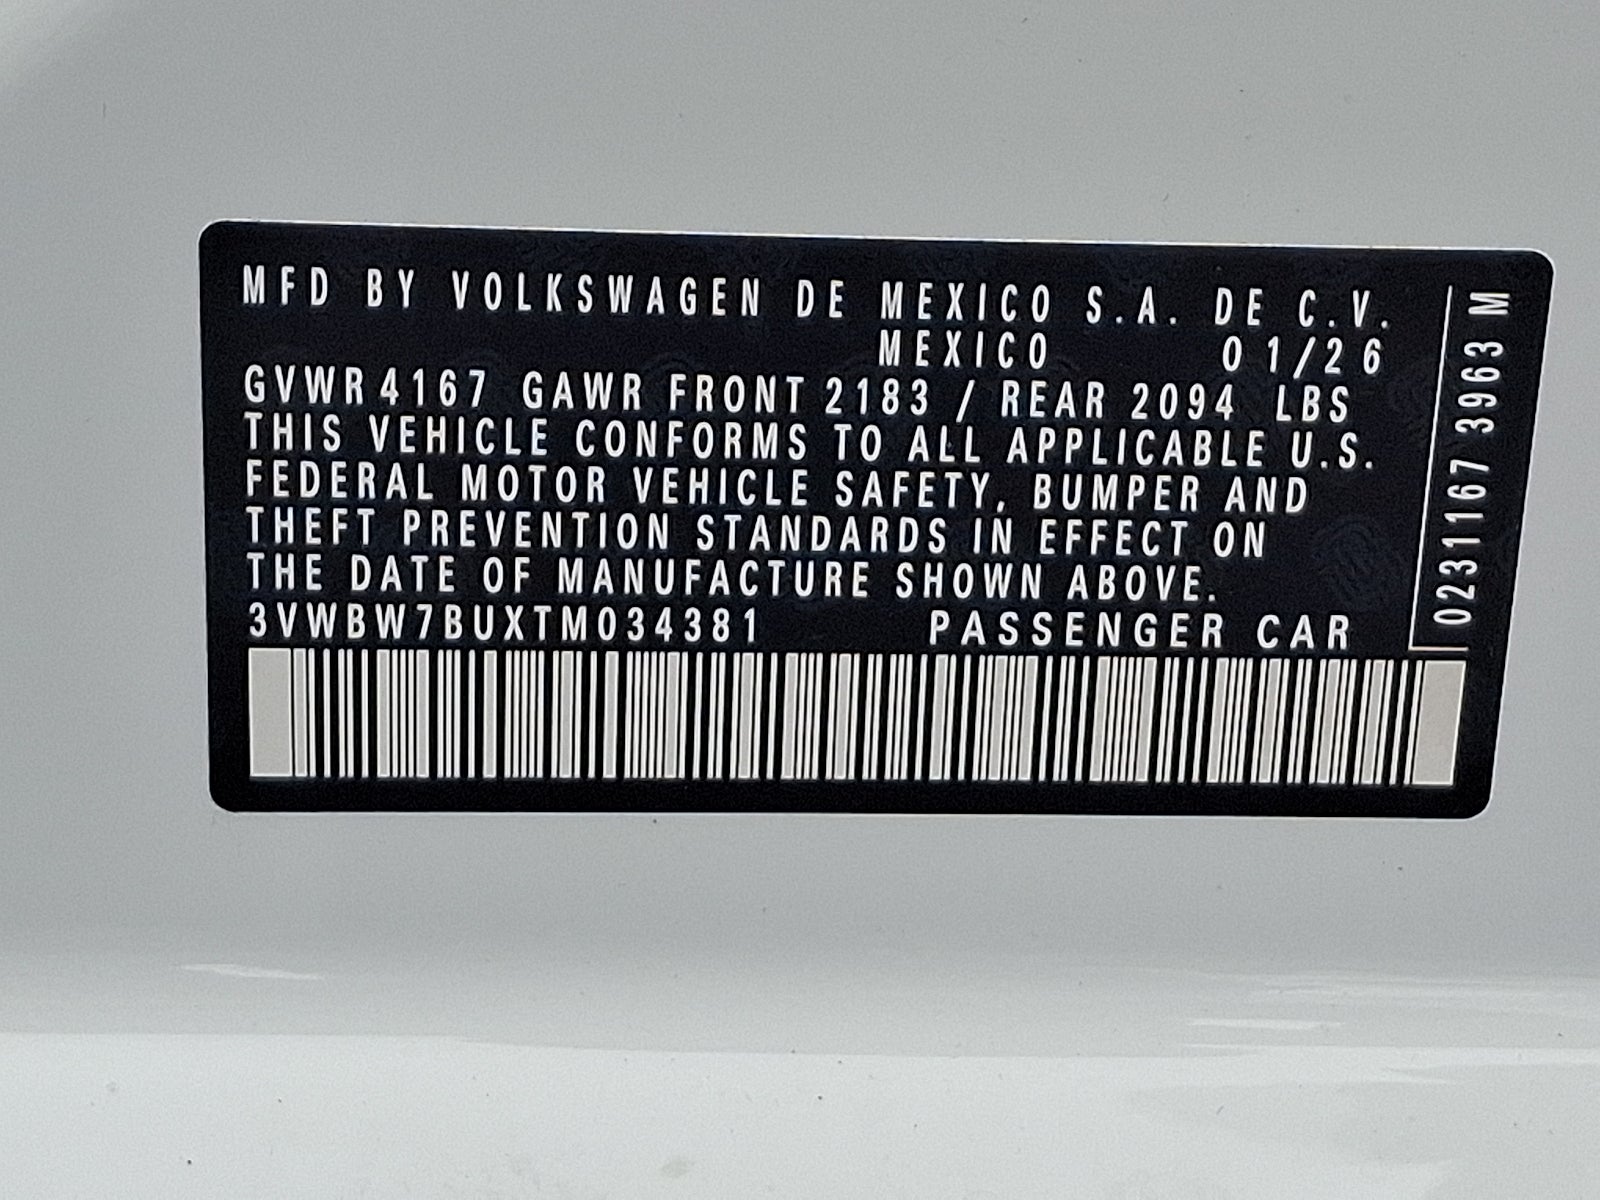 MFD BY VOLKSWAGEN DE MEXICO S.A. DE C.V.
MEXICO 01/26
GVWR 4167 GAWR FRONT 2183 / REAR 2094 LBS
THIS VEHICLE CONFORMS TO ALL APPLICABLE U.S.
FEDERAL MOTOR VEHICLE SAFETY, BUMPER AND
THEFT PREVENTION STANDARDS IN EFFECT ON
THE DATE OF MANUFACTURE SHOWN ABOVE.
3VWBW7BUXTM034381 PASSENGER CAR
0231167 3963 M